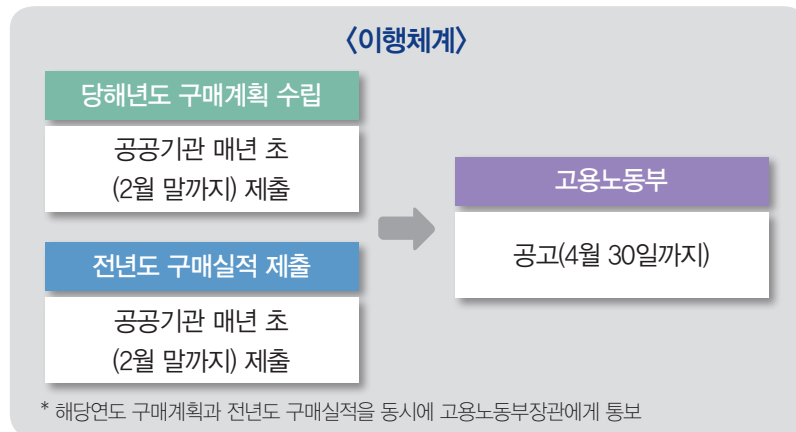 〈이행체계〉
당해년도 구매계획 수립
공공기관 매년 초
(2월 말까지) 제출
전년도 구매실적 제출
공공기관 매년 초
(2월 말까지) 제출
고용노동부
공고(4월 30일까지)
* 해당연도 구매계획과 전년도 구매실적을 동시에 고용노동부장관에게 통보